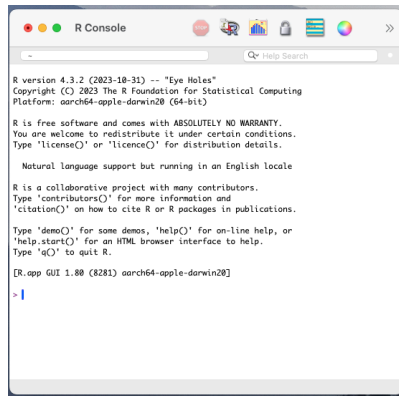 R Console
STOP
~
Help Search
R version 4.3.2 (2023-10-31) -- "Eye Holes"
Copyright (C) 2023 The R Foundation for Statistical Computing
Platform: aarch64-apple-darwin20 (64-bit)
R is free software and comes with ABSOLUTELY NO WARRANTY.
You are welcome to redistribute it under certain conditions.
Type 'license()' or 'licence()' for distribution details.
Natural language support but running in an English locale
R is a collaborative project with many contributors.
Type 'contributors()' for more information and
'citation()' on how to cite R or R packages in publications.
Type 'demo()' for some demos, 'help()' for on-line help, or
'help.start()' for an HTML browser interface to help.
Type 'q()' to quit R.
[R.app GUI 1.80 (8281) aarch64-apple-darwin20]
>